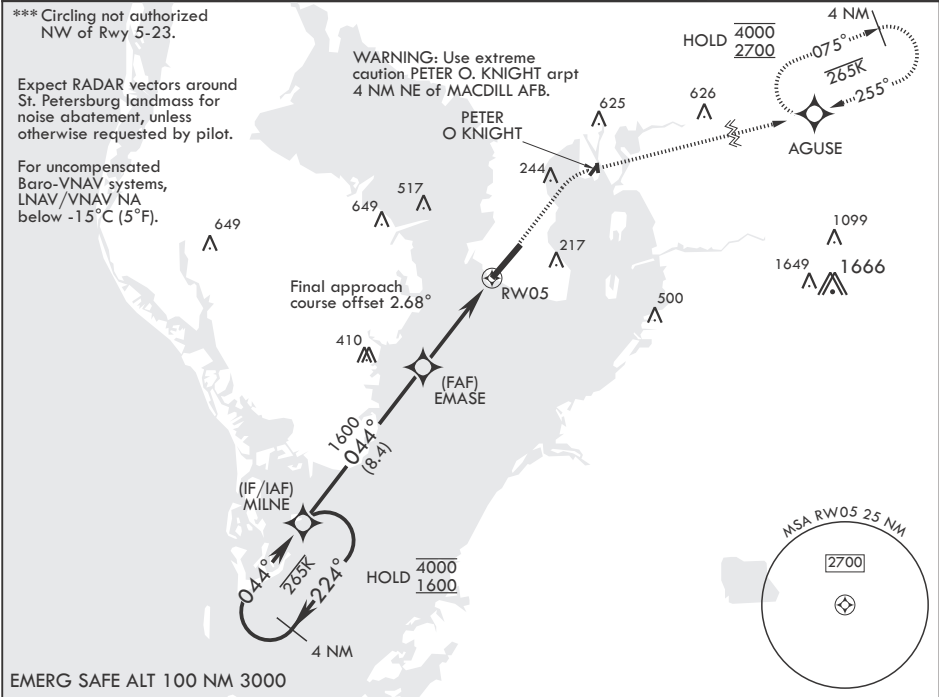 *** Circling not authorized
NW of Rwy 5-23.
Expect RADAR vectors around
St. Petersburg landmass for
noise abatement, unless
otherwise requested by pilot.
For uncompensated
Baro-VNAV systems,
LNAV/VNAV NA
below -15°C (5°F).
WARNING: Use extreme
caution PETER O. KNIGHT arpt
4 NM NE of MACDILL AFB.
PETER
O KNIGHT
HOLD 4000
2700
4 NM
075°
265K
255°
AGUSE
625
626
244
517
649
649
217
1099
1649
1666
500
RW05
Final approach
course offset 2.68°
410
(FAF)
EMASE
1600
044°
(8.4)
(IF/IAF)
MILNE
044°
265K
224°
HOLD 4000
1600
4 NM
MSA RW05 25 NM
2700
EMERG SAFE ALT 100 NM 3000